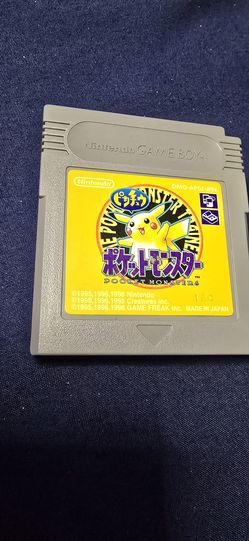 Nintendo GAME BOY
Nintendo
DMG-APSJ-JPN
ピカチュウ
ポケットモンスター
POCKET MONSTERS
©1995,1996,1998 Nintendo
©1995,1996,1998 Creatures inc.
©1995,1996,1998 GAME FREAK inc.
MADE IN JAPAN